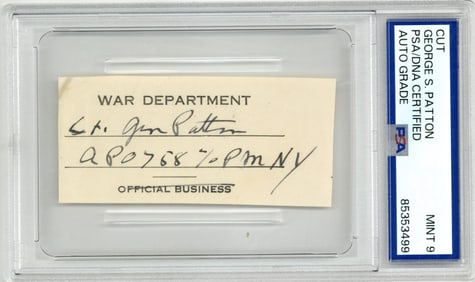 WAR DEPARTMENT
Lt. Gen Patton
APO 758 % PM NY
OFFICIAL BUSINESS
CUT
GEORGE S. PATTON
PSA/DNA CERTIFIED
AUTO GRADE
PSA
MINT 9
85353499